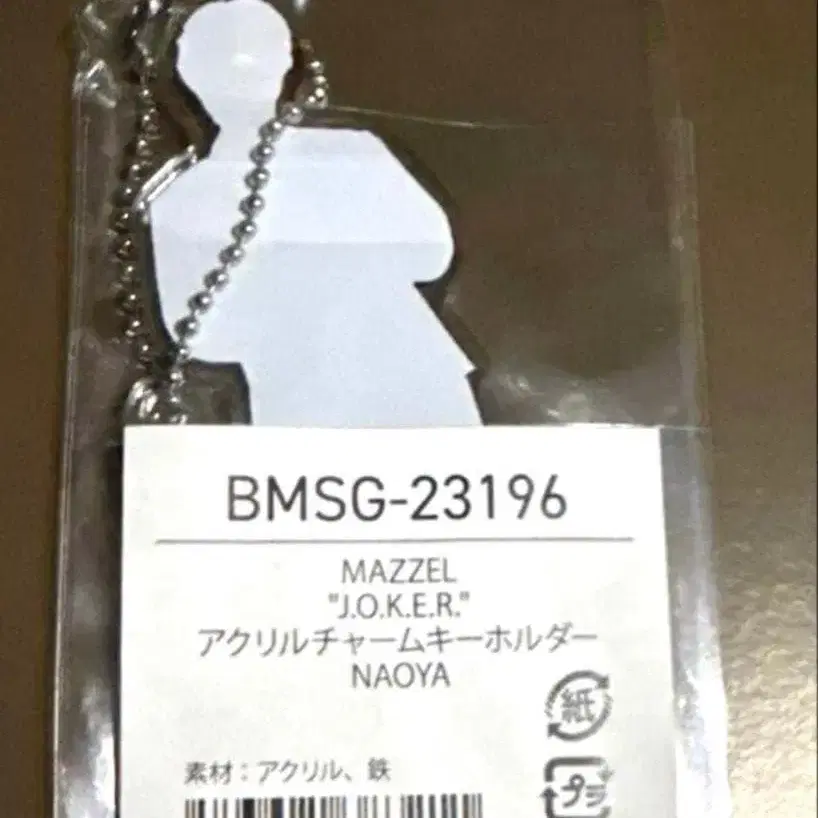 BMSG-23196
MAZZEL
"J.O.K.E.R."
アクリルチャームキーホルダー
NAOYA
紙
素材：アクリル、鉄
プラ